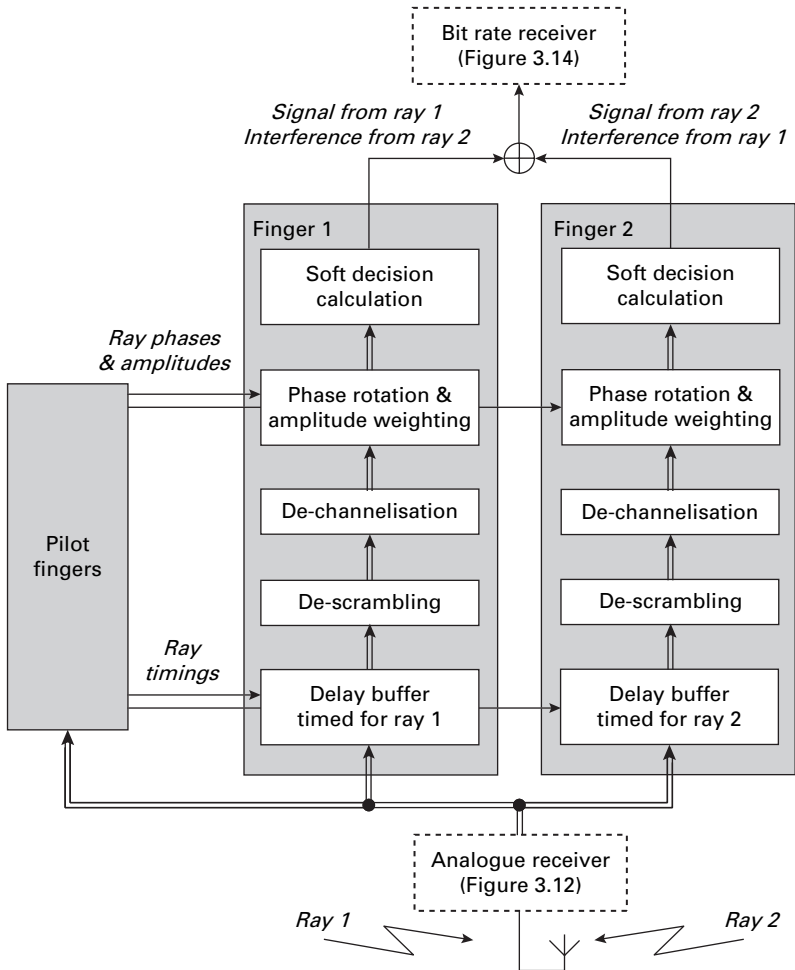 Bit rate receiver
(Figure 3.14)
Signal from ray 1
Interference from ray 2
Signal from ray 2
Interference from ray 1
Finger 1
Finger 2
Soft decision
calculation
Soft decision
calculation
Ray phases
& amplitudes
Phase rotation &
amplitude weighting
Phase rotation &
amplitude weighting
Pilot
fingers
De-channelisation
De-channelisation
De-scrambling
De-scrambling
Ray
timings
Delay buffer
timed for ray 1
Delay buffer
timed for ray 2
Analogue receiver
(Figure 3.12)
Ray 1
Ray 2